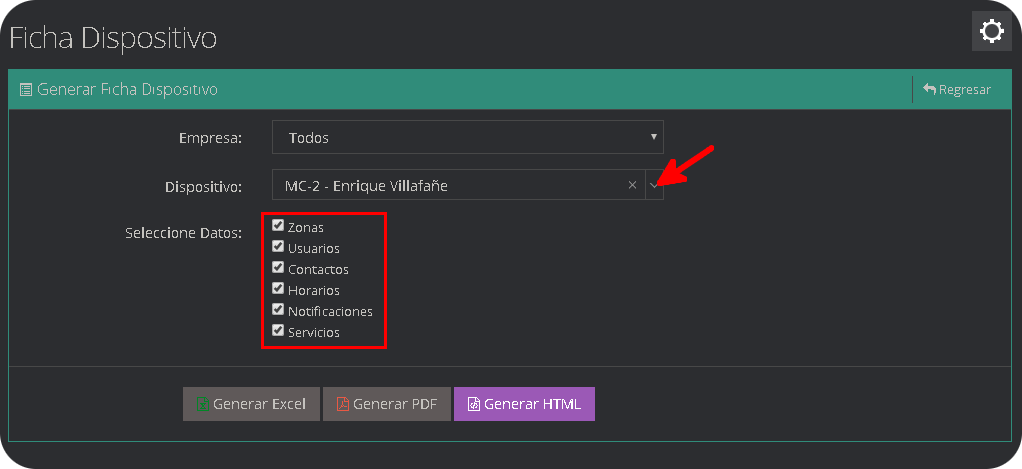 Ficha Dispositivo
Generar Ficha Dispositivo
Regresar
Empresa:
Todos
Dispositivo:
MC-2 - Enrique Villafañe
Seleccione Datos:
Zonas
Usuarios
Contactos
Horarios
Notificaciones
Servicios
Generar Excel
Generar PDF
Generar HTML